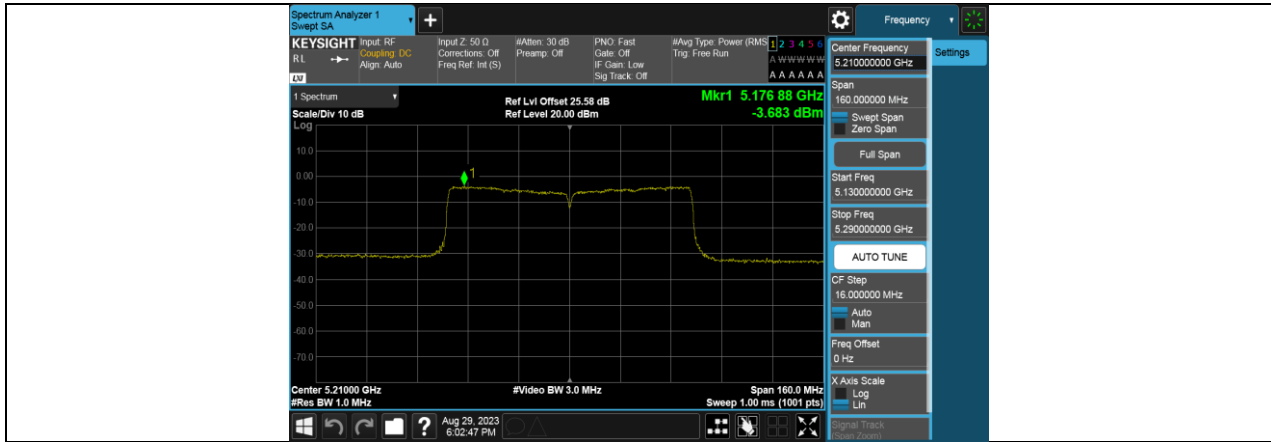 Spectrum Analyzer 1
Swept SA
+
Frequency
KEYSIGHT
RL
LXI
Input: RF
Coupling: DC
Align: Auto
Input Z: 50 Ω
Corrections: Off
Freq Ref: Int (S)
#Atten: 30 dB
Preamp: Off
PNO: Fast
Gate: Off
IF Gain: Low
Sig Track: Off
#Avg Type: Power (RMS
Trig: Free Run
1 2 3 4 5 6
A W W W W W
A A A A A A
1 Spectrum
Scale/Div 10 dB
Ref Lvl Offset 25.58 dB
Ref Level 20.00 dBm
Mkr1 5.176 88 GHz
-3.683 dBm
Log
10.0
0.00
-10.0
-20.0
-30.0
-40.0
-50.0
-60.0
-70.0
1
Center 5.21000 GHz
#Res BW 1.0 MHz
#Video BW 3.0 MHz
Span 160.0 MHz
Sweep 1.00 ms (1001 pts)
Center Frequency
5.210000000 GHz
Settings
Span
160.000000 MHz
Swept Span
Zero Span
Full Span
Start Freq
5.130000000 GHz
Stop Freq
5.290000000 GHz
AUTO TUNE
CF Step
16.000000 MHz
Auto
Man
Freq Offset
0 Hz
X Axis Scale
Log
Lin
Signal Track
(Span Zoom)
?
Aug 29, 2023
6:02:47 PM